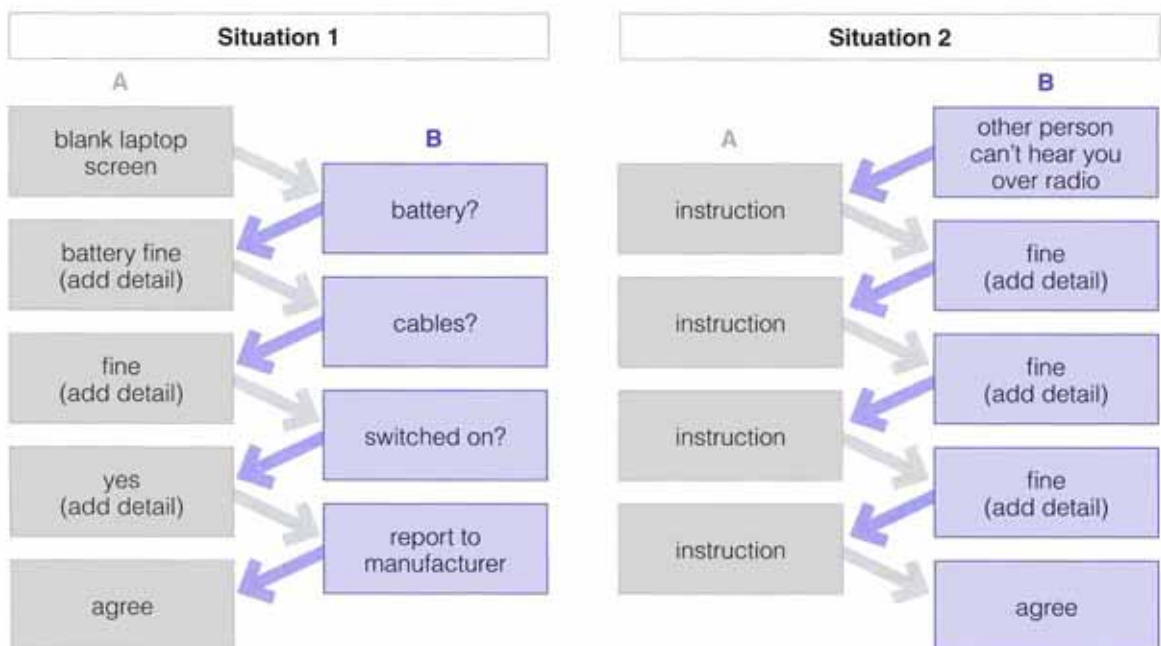 Situation 1
A
blank laptop
screen
B
battery?
battery fine
(add detail)
cables?
fine
(add detail)
switched on?
yes
(add detail)
report to
manufacturer
agree
Situation 2
B
other person
can't hear you
over radio
A
instruction
fine
(add detail)
instruction
fine
(add detail)
instruction
fine
(add detail)
instruction
agree